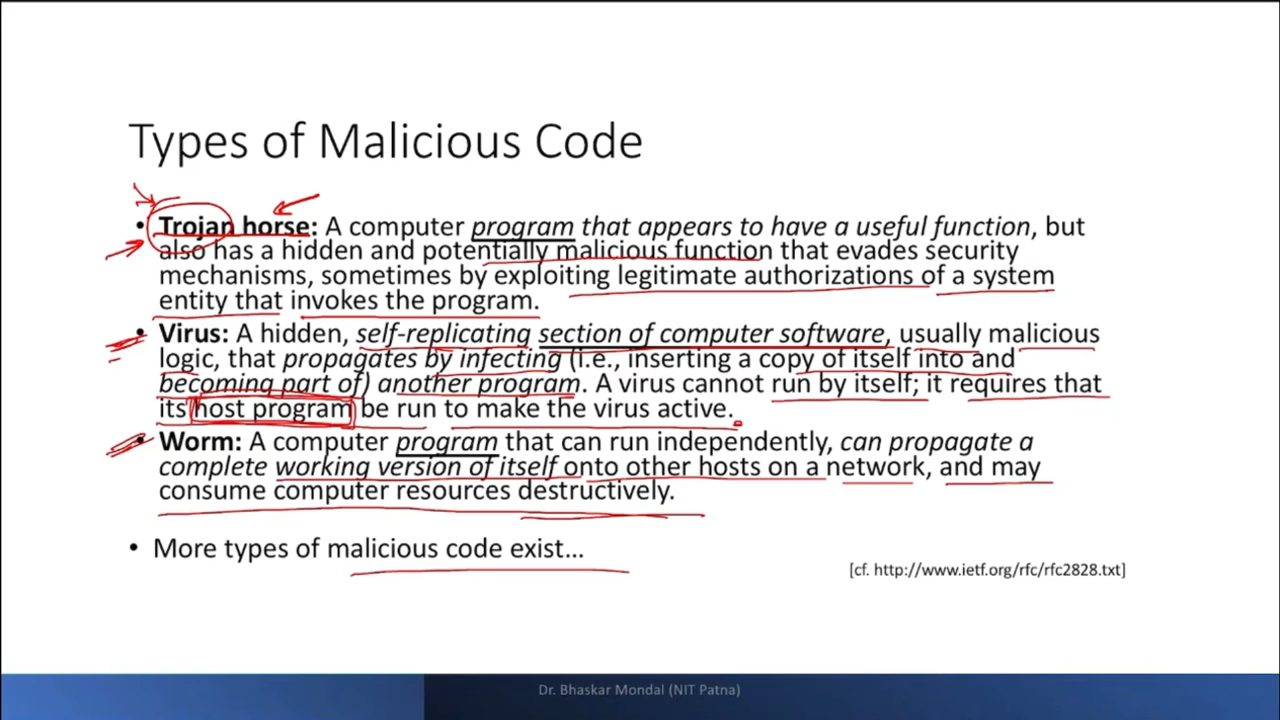 Types of Malicious Code
• Trojan horse: A computer program that appears to have a useful function, but
also has a hidden and potentially malicious function that evades security
mechanisms, sometimes by exploiting legitimate authorizations of a system
entity that invokes the program.
• Virus: A hidden, self-replicating section of computer software, usually malicious
logic, that propagates by infecting (i.e., inserting a copy of itself into and
becoming part of) another program. A virus cannot run by itself; it requires that
its host program be run to make the virus active.
• Worm: A computer program that can run independently, can propagate a
complete working version of itself onto other hosts on a network, and may
consume computer resources destructively.
• More types of malicious code exist...
[cf. http://www.ietf.org/rfc/rfc2828.txt]
Dr. Bhaskar Mondal (NIT Patna)